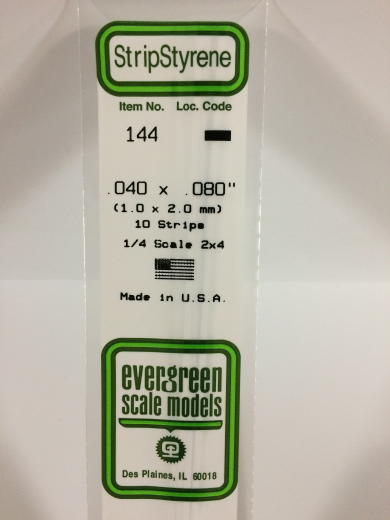 StripStyrene
Item No. Loc. Code
144
.040 x .080"
(1.0 x 2.0 mm)
10 Strips
1/4 Scale 2x4
Made in U.S.A.
evergreen
scale models
Des Plaines, IL 60018